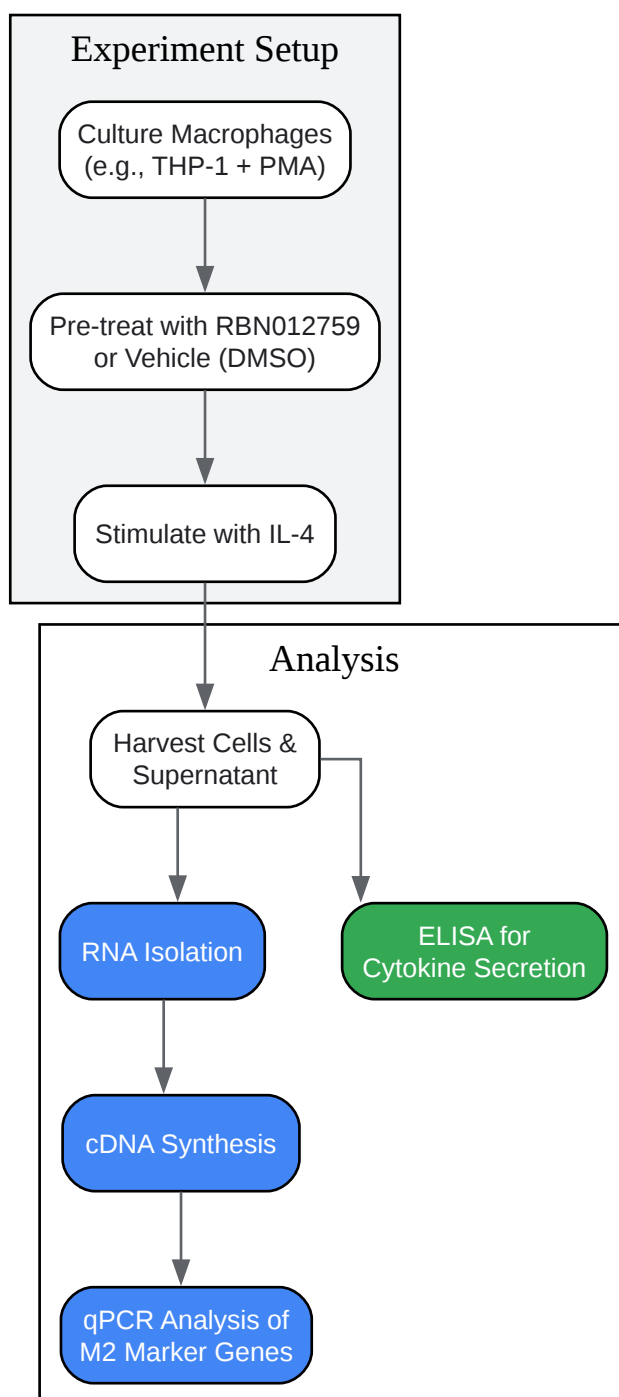 Experiment Setup
Culture Macrophages
(e.g., THP-1 + PMA)
Pre-treat with RBN012759
or Vehicle (DMSO)
Stimulate with IL-4
Analysis
Harvest Cells &
Supernatant
RNA Isolation
ELISA for
Cytokine Secretion
cDNA Synthesis
qPCR Analysis of
M2 Marker Genes